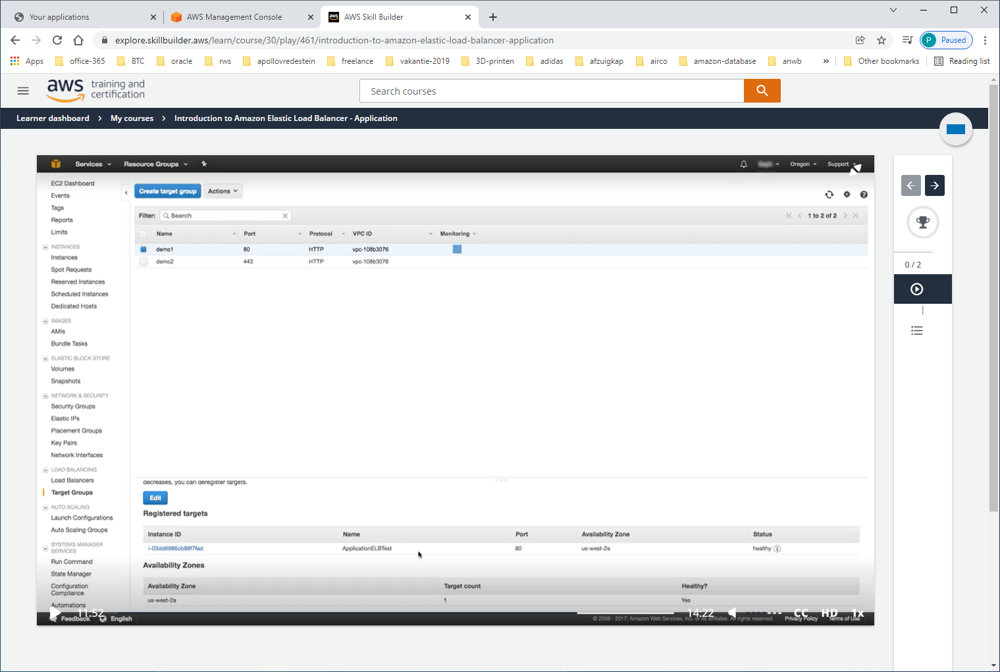 Your applications
AWS Management Console
AWS Skill Builder
explore.skillbuilder.aws/learn/course/30/play/461/introduction-to-amazon-elastic-load-balancer-application
P Paused
Apps office-365 BTC oracle rws apollovredestein freelance vakantie-2019 3D-printen adidas afzuigkap airco amazon-database anwb » Other bookmarks Reading list
aws training and
certification
Search courses
Learner dashboard > My courses > Introduction to Amazon Elastic Load Balancer - Application
Services Resource Groups Oregon Support
EC2 Dashboard
Events
Tags
Reports
Limits
INSTANCES
Instances
Spot Requests
Reserved Instances
Scheduled Instances
Dedicated Hosts
IMAGES
AMIs
Bundle Tasks
ELASTIC BLOCK STORE
Volumes
Snapshots
NETWORK & SECURITY
Security Groups
Elastic IPs
Placement Groups
Key Pairs
Network Interfaces
LOAD BALANCING
Load Balancers
Target Groups
AUTO SCALING
Launch Configurations
Auto Scaling Groups
SYSTEMS MANAGER
SERVICES
Run Command
State Manager
Configuration
Compliance
Automations
Create target group Actions
Filter: Search 1 to 2 of 2
Name Port Protocol VPC ID Monitoring
demo1 80 HTTP vpc-108b3076
demo2 443 HTTP vpc-108b3076
decreases, you can deregister targets.
Edit
Registered targets
Instance ID Name Port Availability Zone Status
i-03dd6986cb88f7fad ApplicationELBTest 80 us-west-2a healthy
Availability Zones
Availability Zone Target count Healthy?
us-west-2a 1 Yes
11:52 14:22 CC HD 1x
Feedback English © 2008 - 2017, Amazon Web Services, Inc. or its affiliates. All rights reserved. Privacy Policy Terms of Use
0 / 2